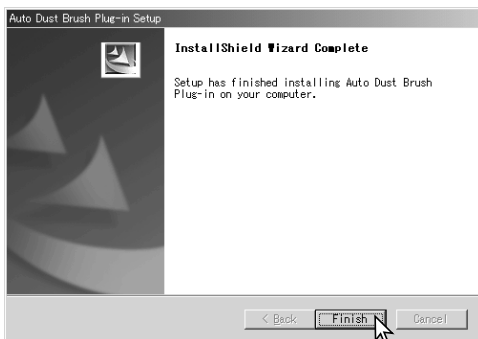 Auto Dust Brush Plug-in Setup
InstallShield Wizard Complete
Setup has finished installing Auto Dust Brush
Plug-in on your computer.
< Back
Finish
Cancel